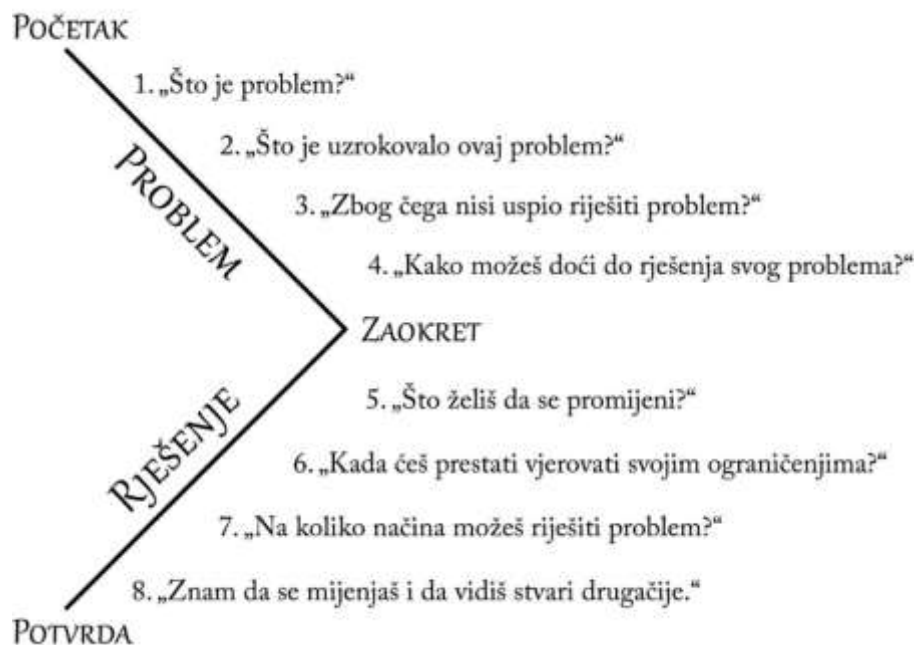 POČETAK
1. „Što je problem?“
2. „Što je uzrokovalo ovaj problem?“
PROBLEM
3. „Zbog čega nisi uspio riješiti problem?“
4. „Kako možeš doći do rješenja svog problema?“
ZAOKRET
5. „Što želiš da se promijeni?“
RJEŠENJE
6. „Kada ćeš prestati vjerovati svojim ograničenjima?“
7. „Na koliko načina možeš riješiti problem?“
8. „Znam da se mijenjaš i da vidiš stvari drugačije.“
POTVRDA